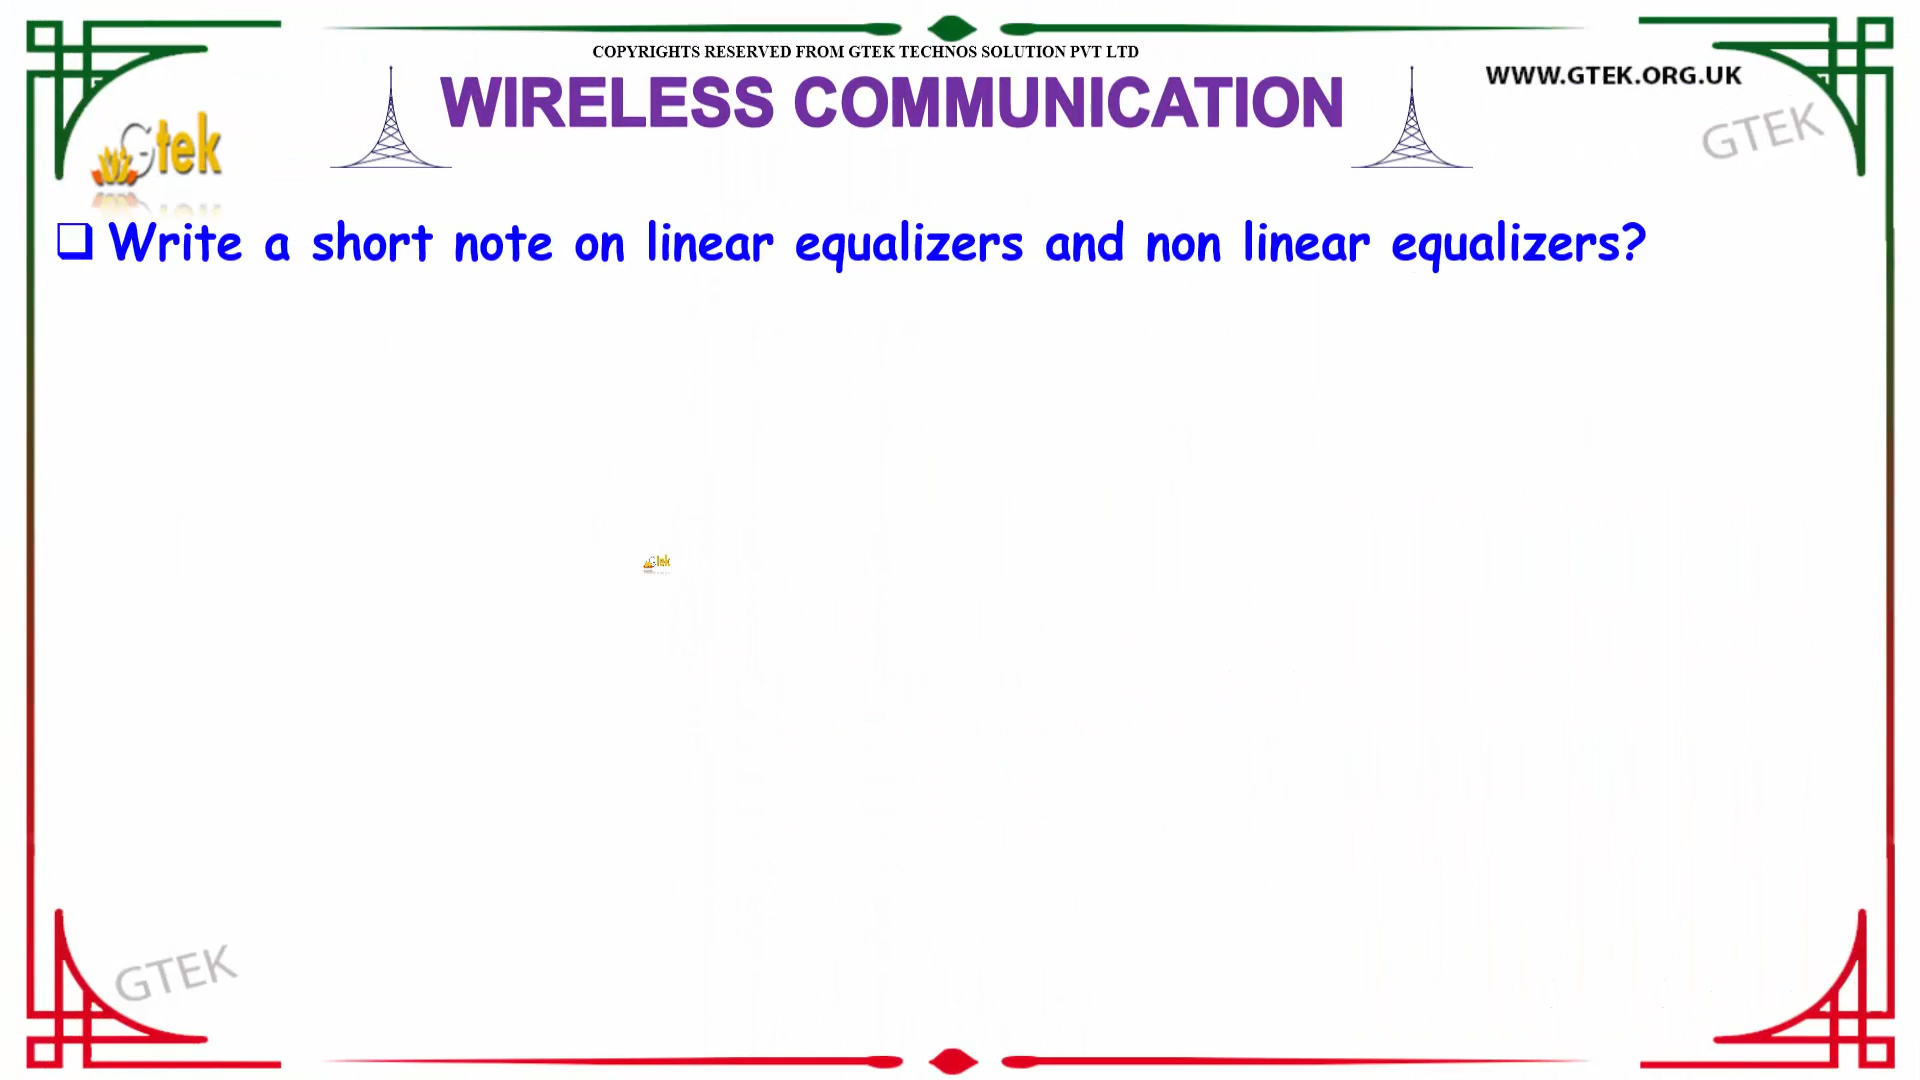 COPYRIGHTS RESERVED FROM GTEK TECHNOS SOLUTION PVT LTD
WIRELESS COMMUNICATION
WWW.GTEK.ORG.UK
GTEK
Gtek
❑ Write a short note on linear equalizers and non linear equalizers?
Gtek
GTEK